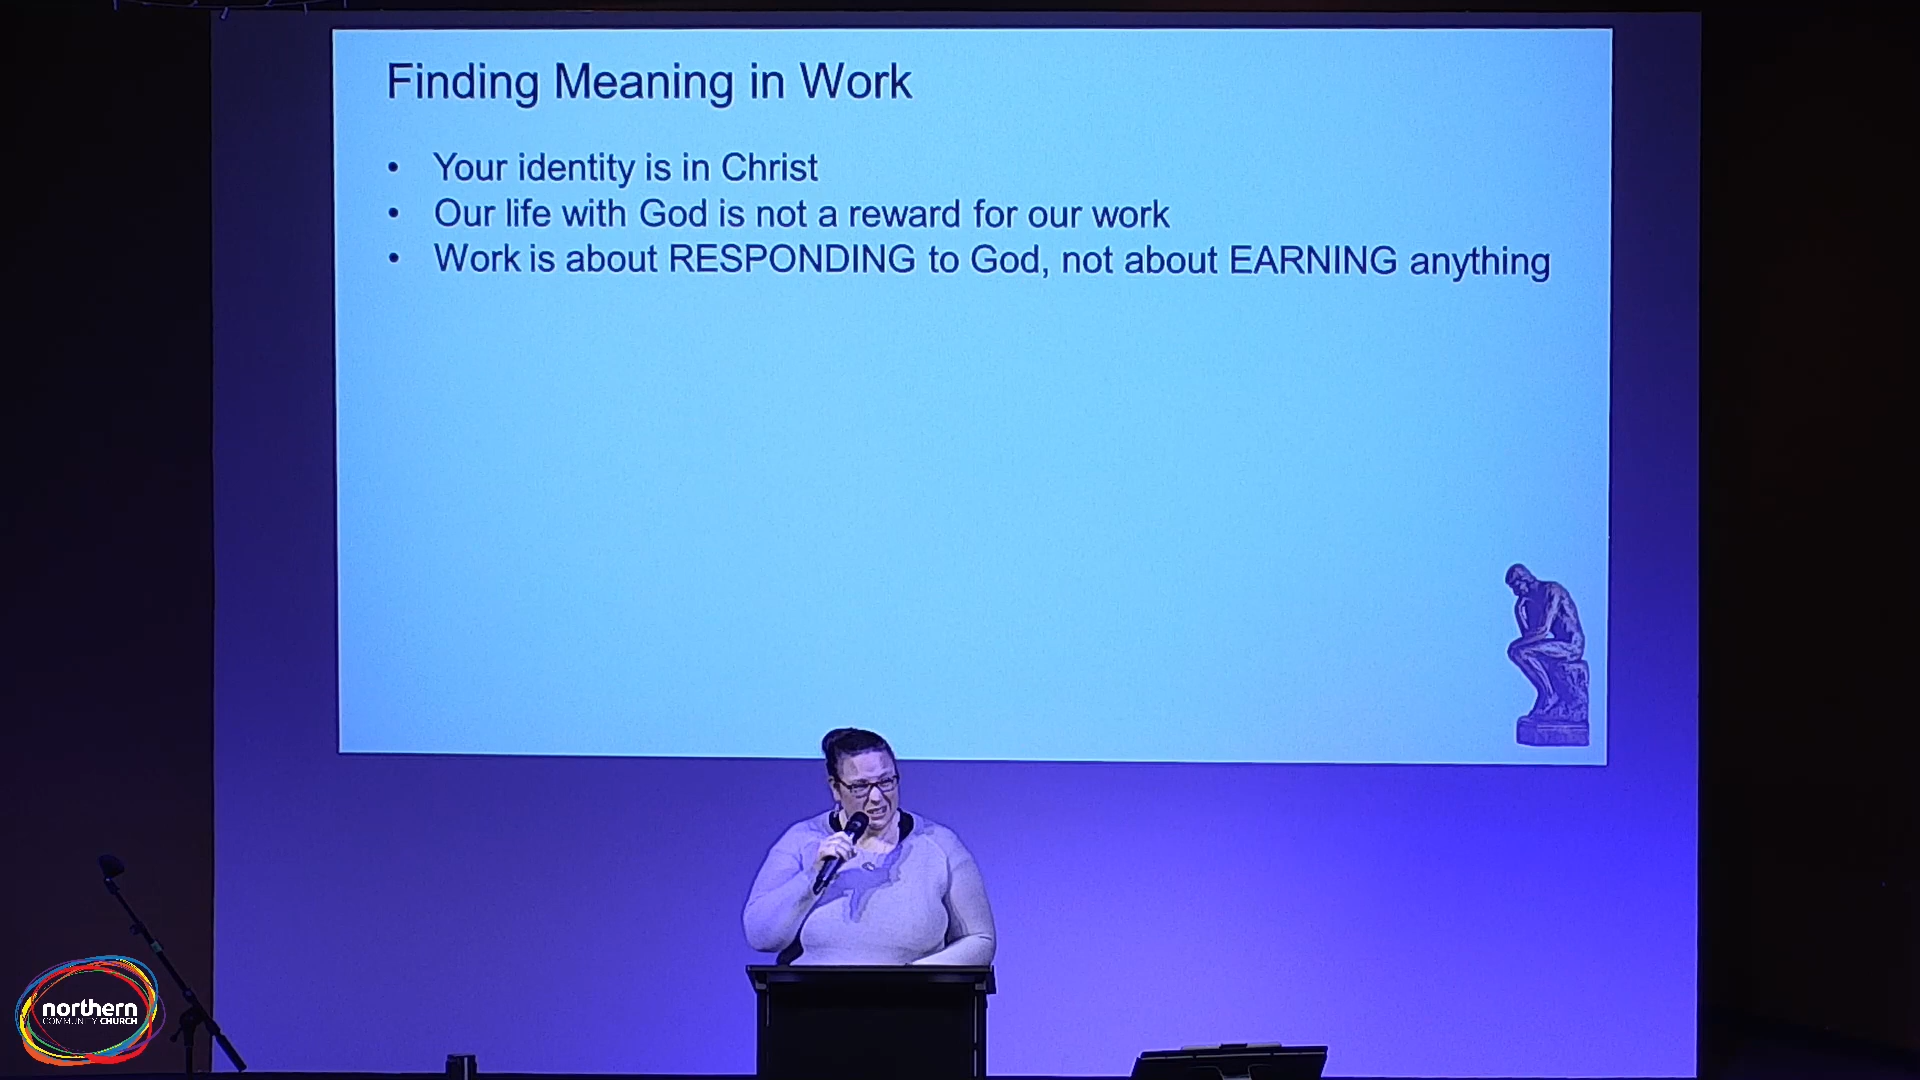 Finding Meaning in Work
• Your identity is in Christ
• Our life with God is not a reward for our work
• Work is about RESPONDING to God, not about EARNING anything
northern
COMMUNITY CHURCH